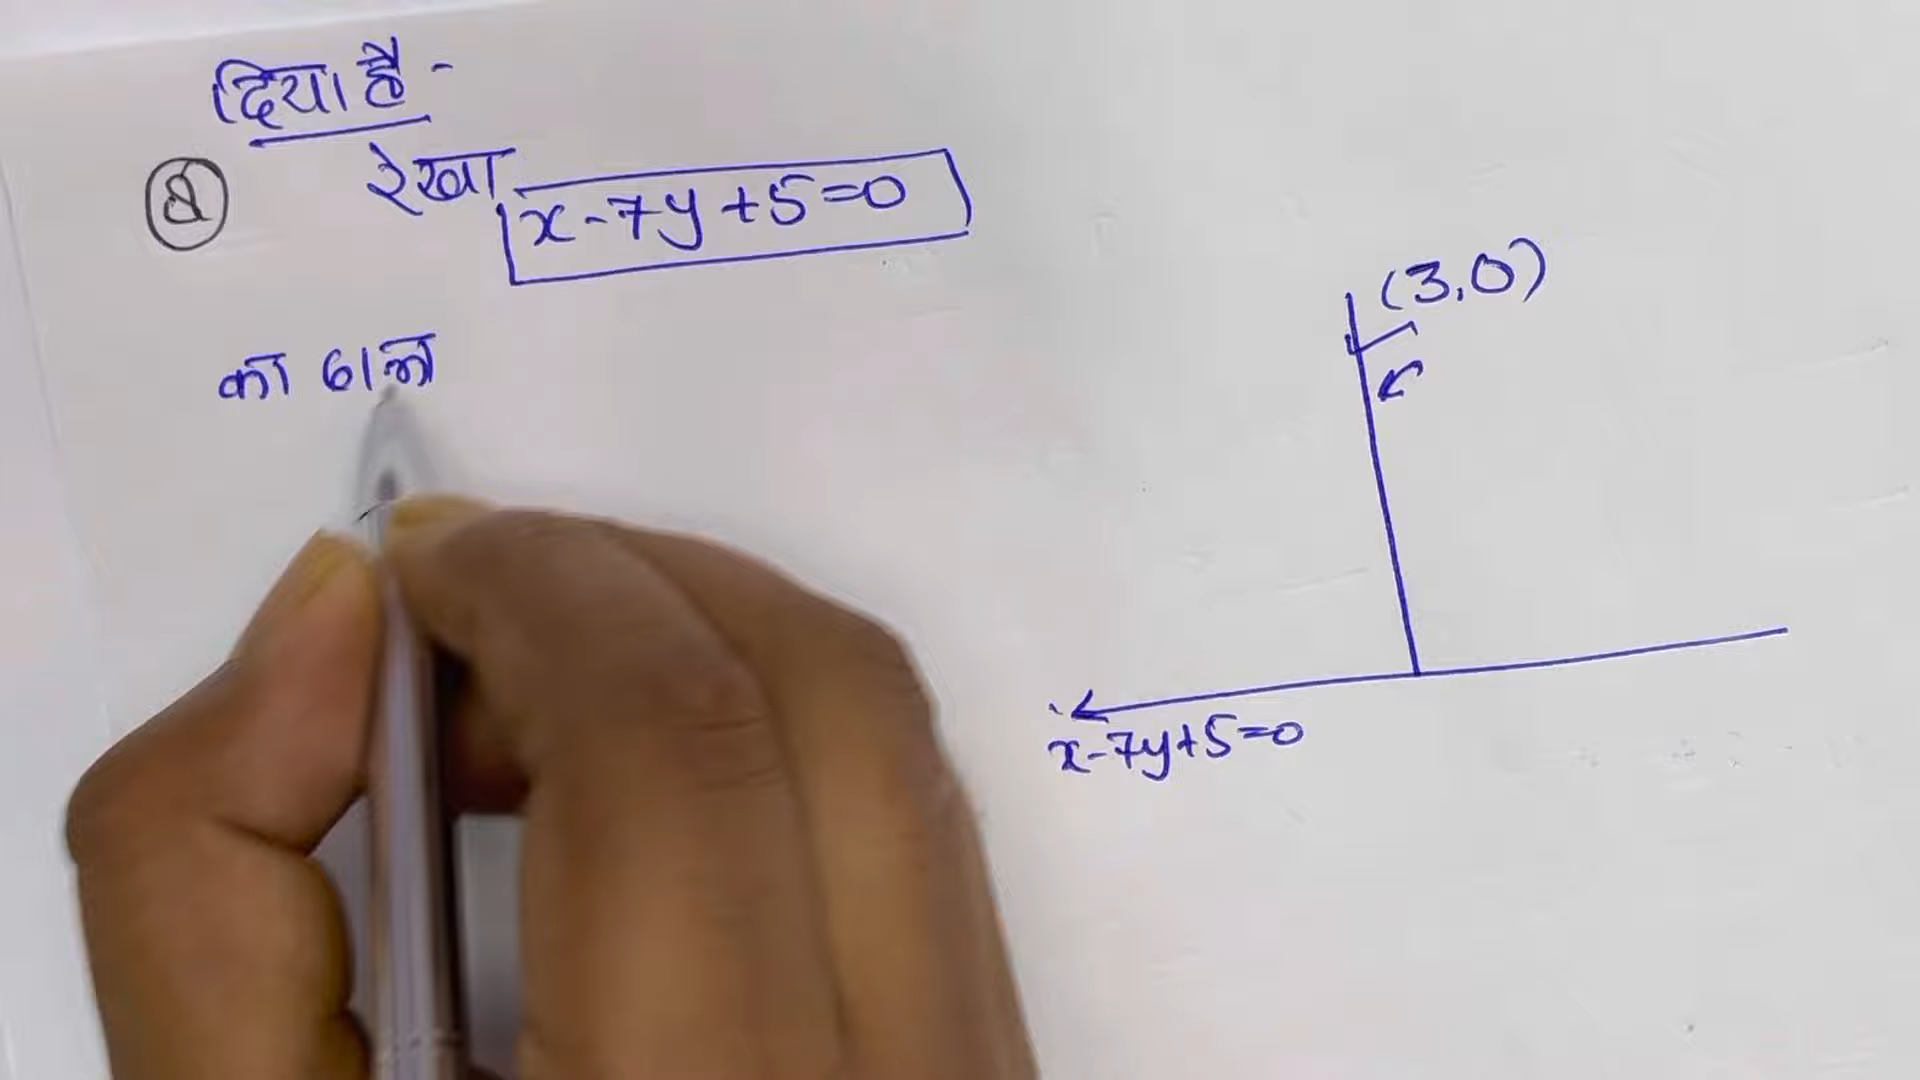 दिया है -
8 रेखा x-7y+5=0
का ढाल
(3,0)
x-7y+5=0